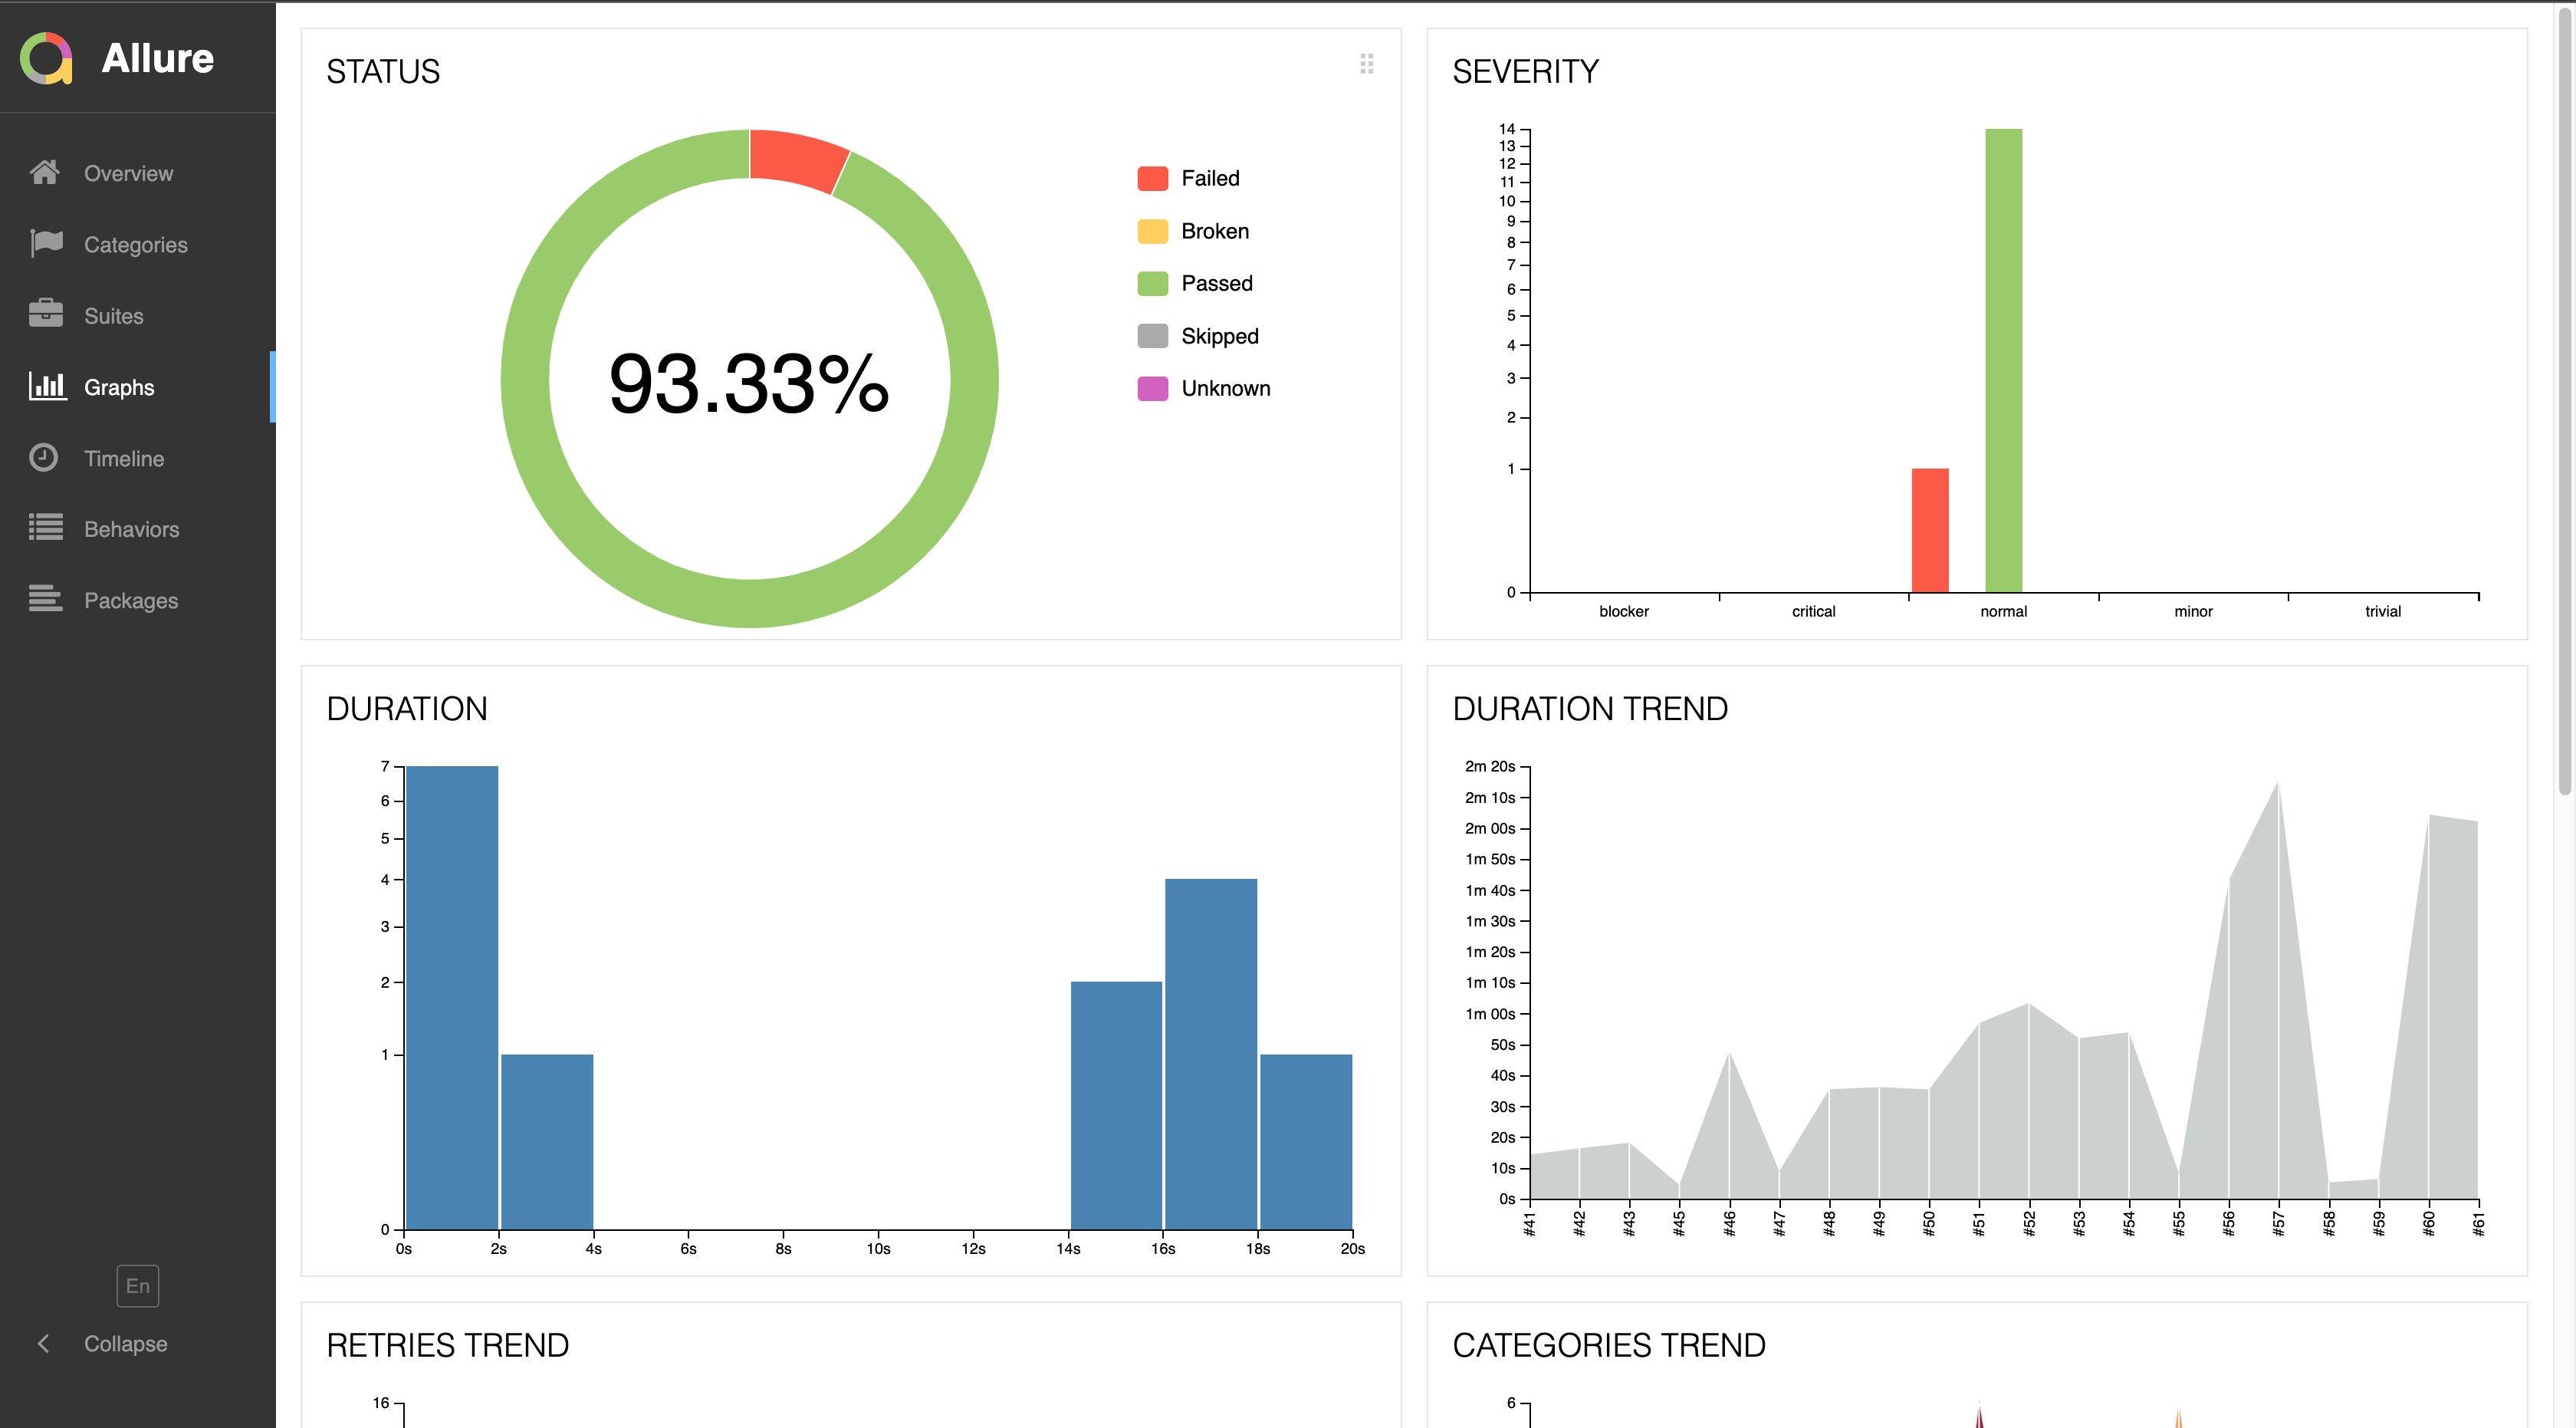 Allure
Overview
Categories
Suites
Graphs
Timeline
Behaviors
Packages
En
Collapse
STATUS
93.33%
Failed
Broken
Passed
Skipped
Unknown
SEVERITY
14
13
12
11
10
9
8
7
6
5
4
3
2
1
0
blocker critical normal minor trivial
DURATION
7
6
5
4
3
2
1
0
0s 2s 4s 6s 8s 10s 12s 14s 16s 18s 20s
DURATION TREND
2m 20s
2m 10s
2m 00s
1m 50s
1m 40s
1m 30s
1m 20s
1m 10s
1m 00s
50s
40s
30s
20s
10s
0s
#41 #42 #43 #45 #46 #47 #48 #49 #50 #51 #52 #53 #54 #55 #56 #57 #58 #59 #60 #61
RETRIES TREND
16
CATEGORIES TREND
6